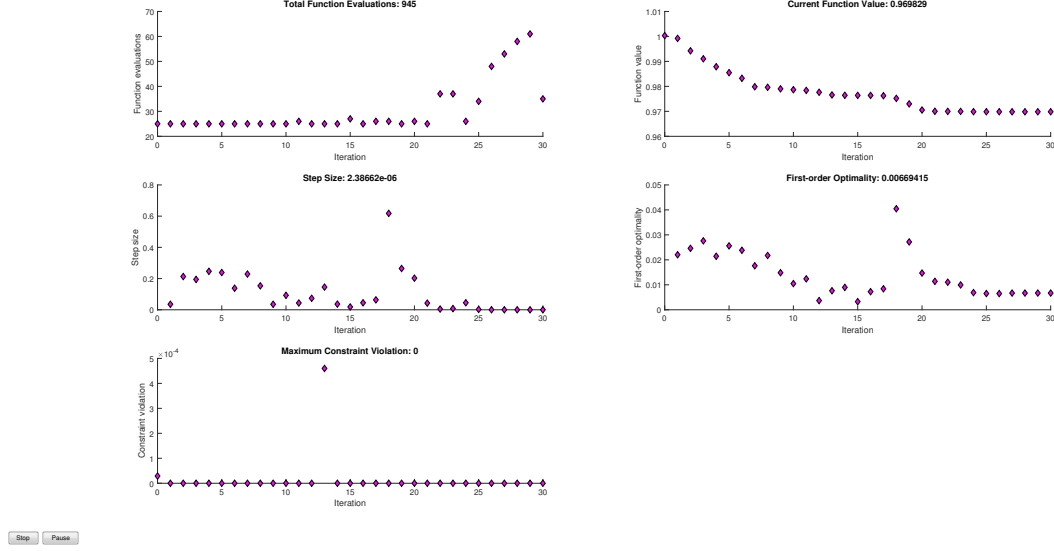 Total Function Evaluations: 945
Function evaluations
70
60
50
40
30
20
0 5 10 15 20 25 30
Iteration
Current Function Value: 0.969829
Function value
1.01
1
0.99
0.98
0.97
0.96
0 5 10 15 20 25 30
Iteration
Step Size: 2.38662e-06
Step size
0.8
0.6
0.4
0.2
0
0 5 10 15 20 25 30
Iteration
First-order Optimality: 0.00669415
First-order optimality
0.05
0.04
0.03
0.02
0.01
0
0 5 10 15 20 25 30
Iteration
Maximum Constraint Violation: 0
×10⁻⁴
Constraint violation
5
4
3
2
1
0
0 5 10 15 20 25 30
Iteration
Stop Pause